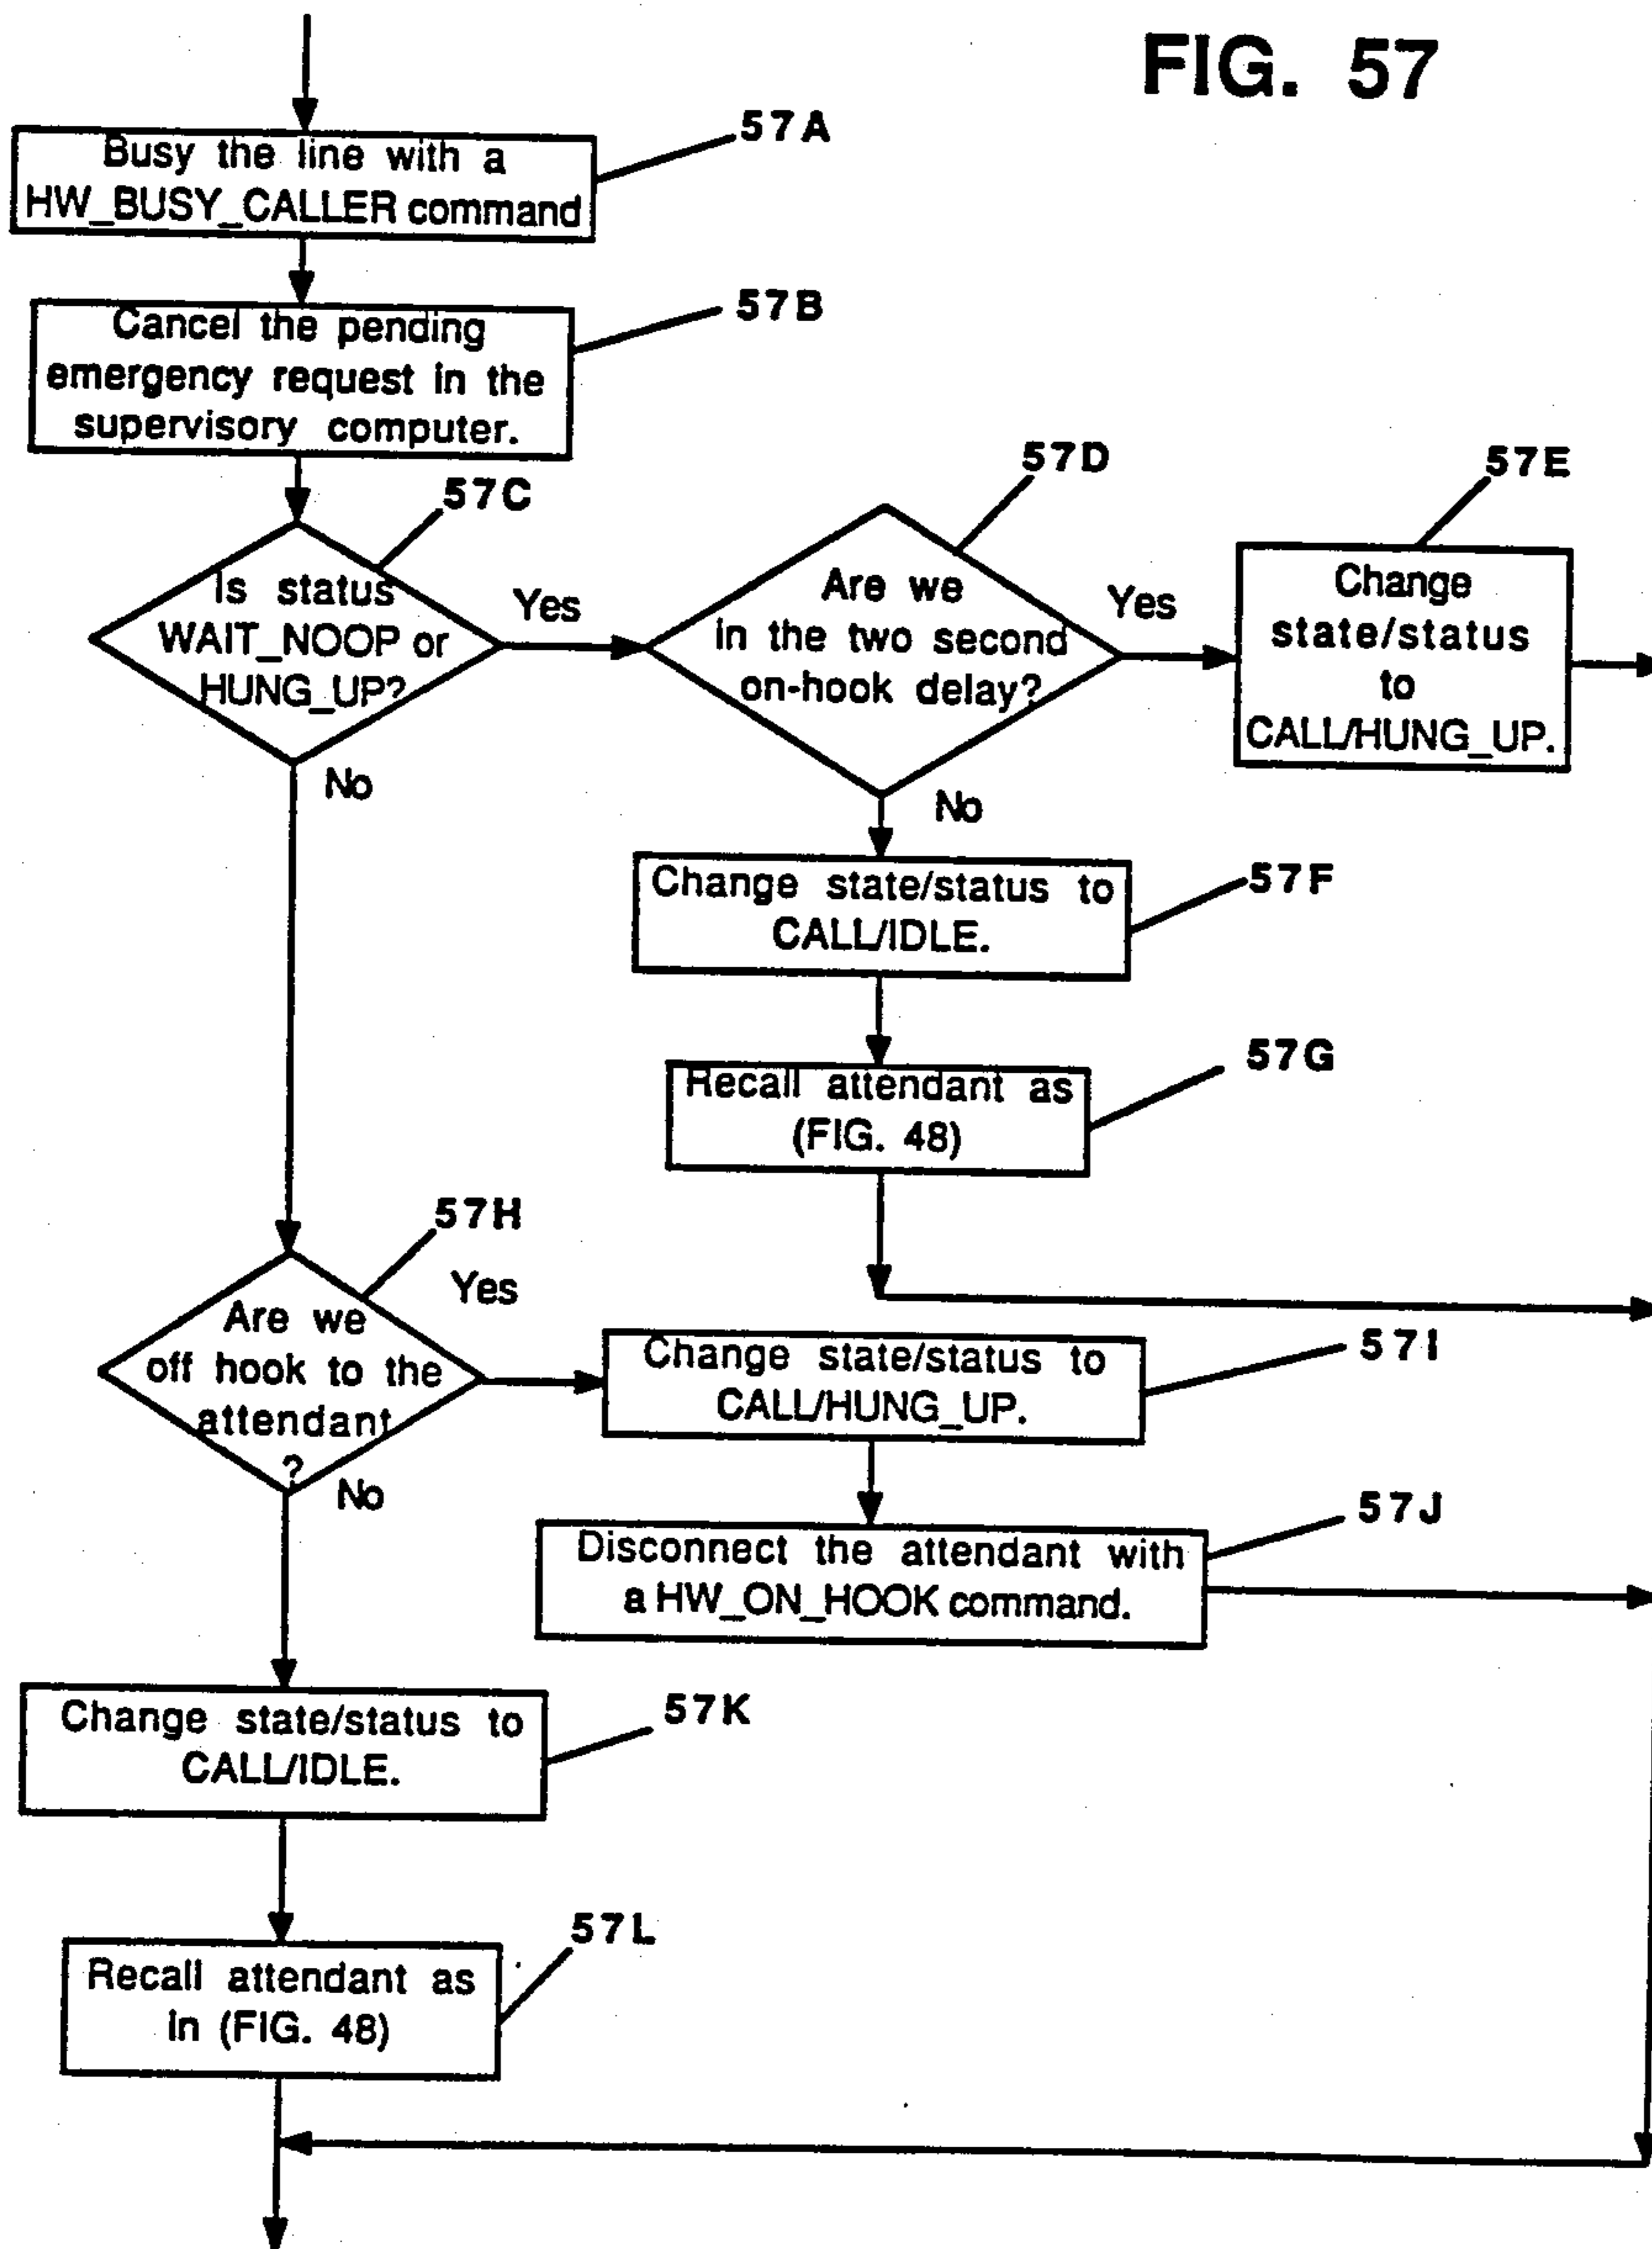 FIG. 57
57A
Busy the line with a
HW_BUSY_CALLER command
57B
Cancel the pending
emergency request in the
supervisory computer.
57C
Is status
WAIT_NOOP or
HUNG_UP?
Yes
No
57D
Are we
in the two second
on-hook delay?
Yes
No
57E
Change
state/status
to
CALL/HUNG_UP.
57F
Change state/status to
CALL/IDLE.
57G
Recall attendant as
(FIG. 48)
57H
Are we
off hook to the
attendant
?
Yes
No
57I
Change state/status to
CALL/HUNG_UP.
57J
Disconnect the attendant with
a HW_ON_HOOK command.
57K
Change state/status to
CALL/IDLE.
57L
Recall attendant as
in (FIG. 48)